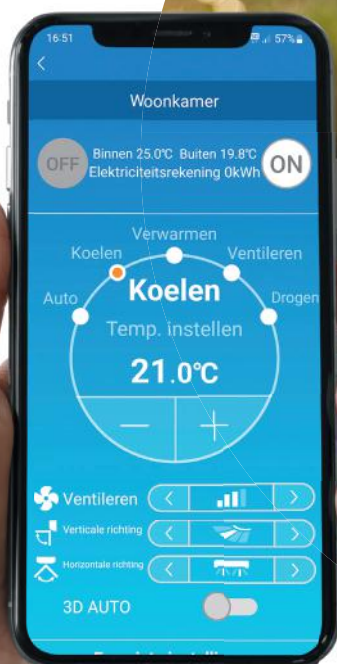 16:51 57%
Woonkamer
OFF Binnen 25.0°C Buiten 19.8°C ON
Elektriciteitsrekening 0kWh
Verwarmen
Koelen Ventileren
Auto Koelen Drogen
Temp. instellen
21.0°C
Ventileren
Verticale richting
Horizontale richting
3D AUTO